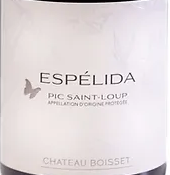 ESPÉLIDA
PIC SAINT-LOUP
APPELLATION D'ORIGINE PROTÉGÉE
CHATEAU BOISSET